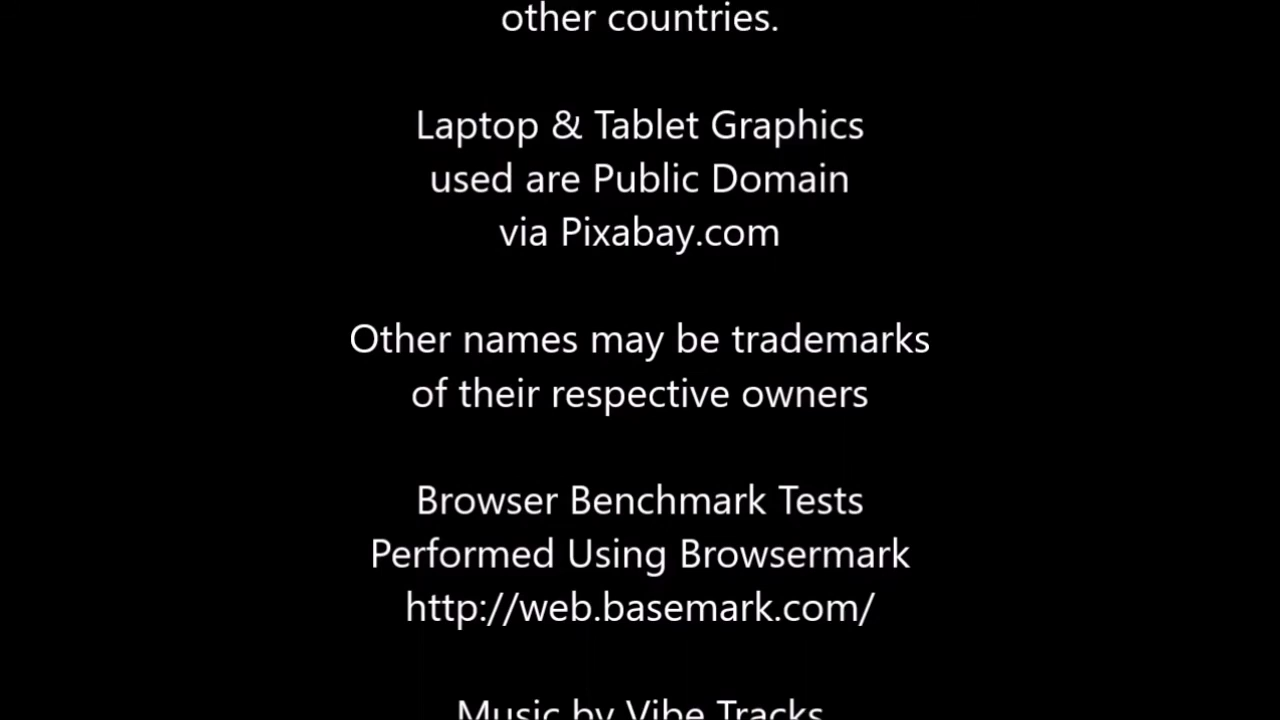 other countries.
Laptop & Tablet Graphics
used are Public Domain
via Pixabay.com
Other names may be trademarks
of their respective owners
Browser Benchmark Tests
Performed Using Browsermark
http://web.basemark.com/
Music by Vibe Tracks